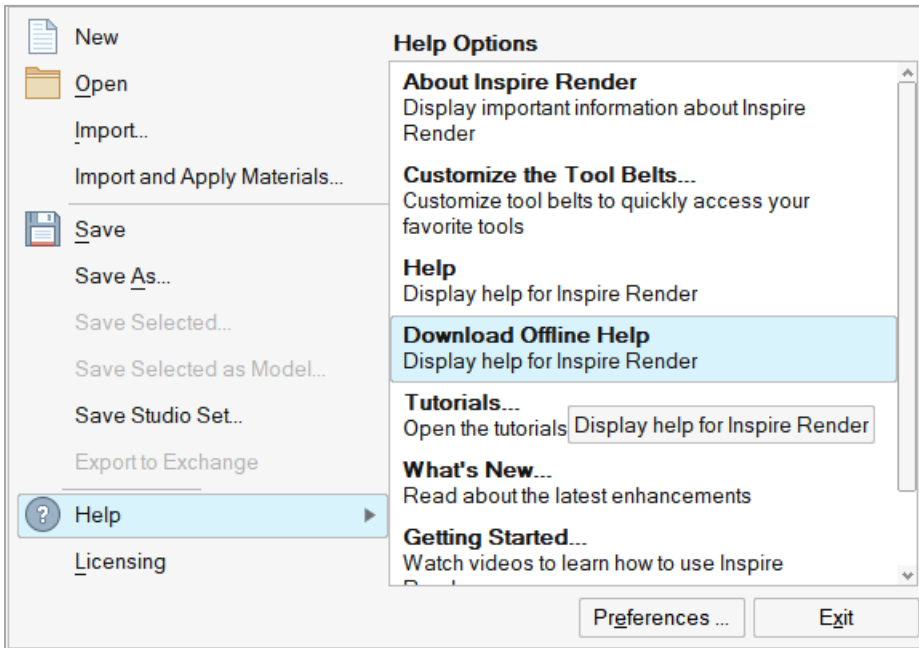 New
Open
Import...
Import and Apply Materials...
Save
Save As...
Save Selected...
Save Selected as Model...
Save Studio Set...
Export to Exchange
Help
Licensing
Help Options
About Inspire Render
Display important information about Inspire
Render
Customize the Tool Belts...
Customize tool belts to quickly access your
favorite tools
Help
Display help for Inspire Render
Download Offline Help
Display help for Inspire Render
Tutorials...
Open the tutorials
Display help for Inspire Render
What's New...
Read about the latest enhancements
Getting Started...
Watch videos to learn how to use Inspire
Preferences ...
Exit